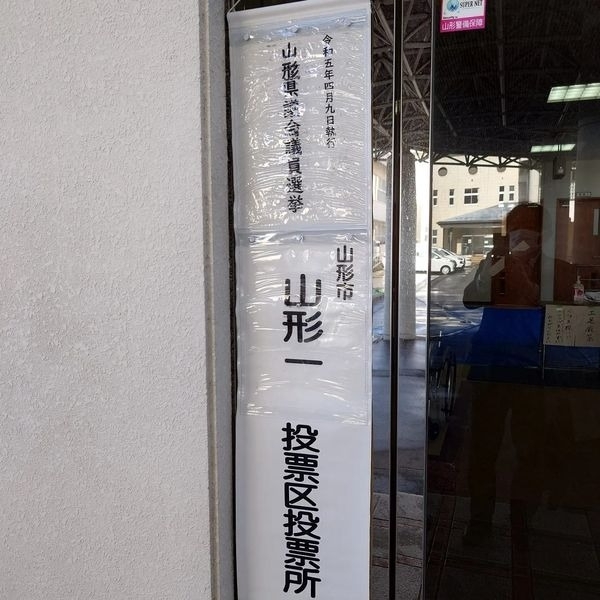 令和五年四月九日執行
山形県議会議員選挙
山形市
山形一
投票区投票所
SUPER NET
山形警備保障